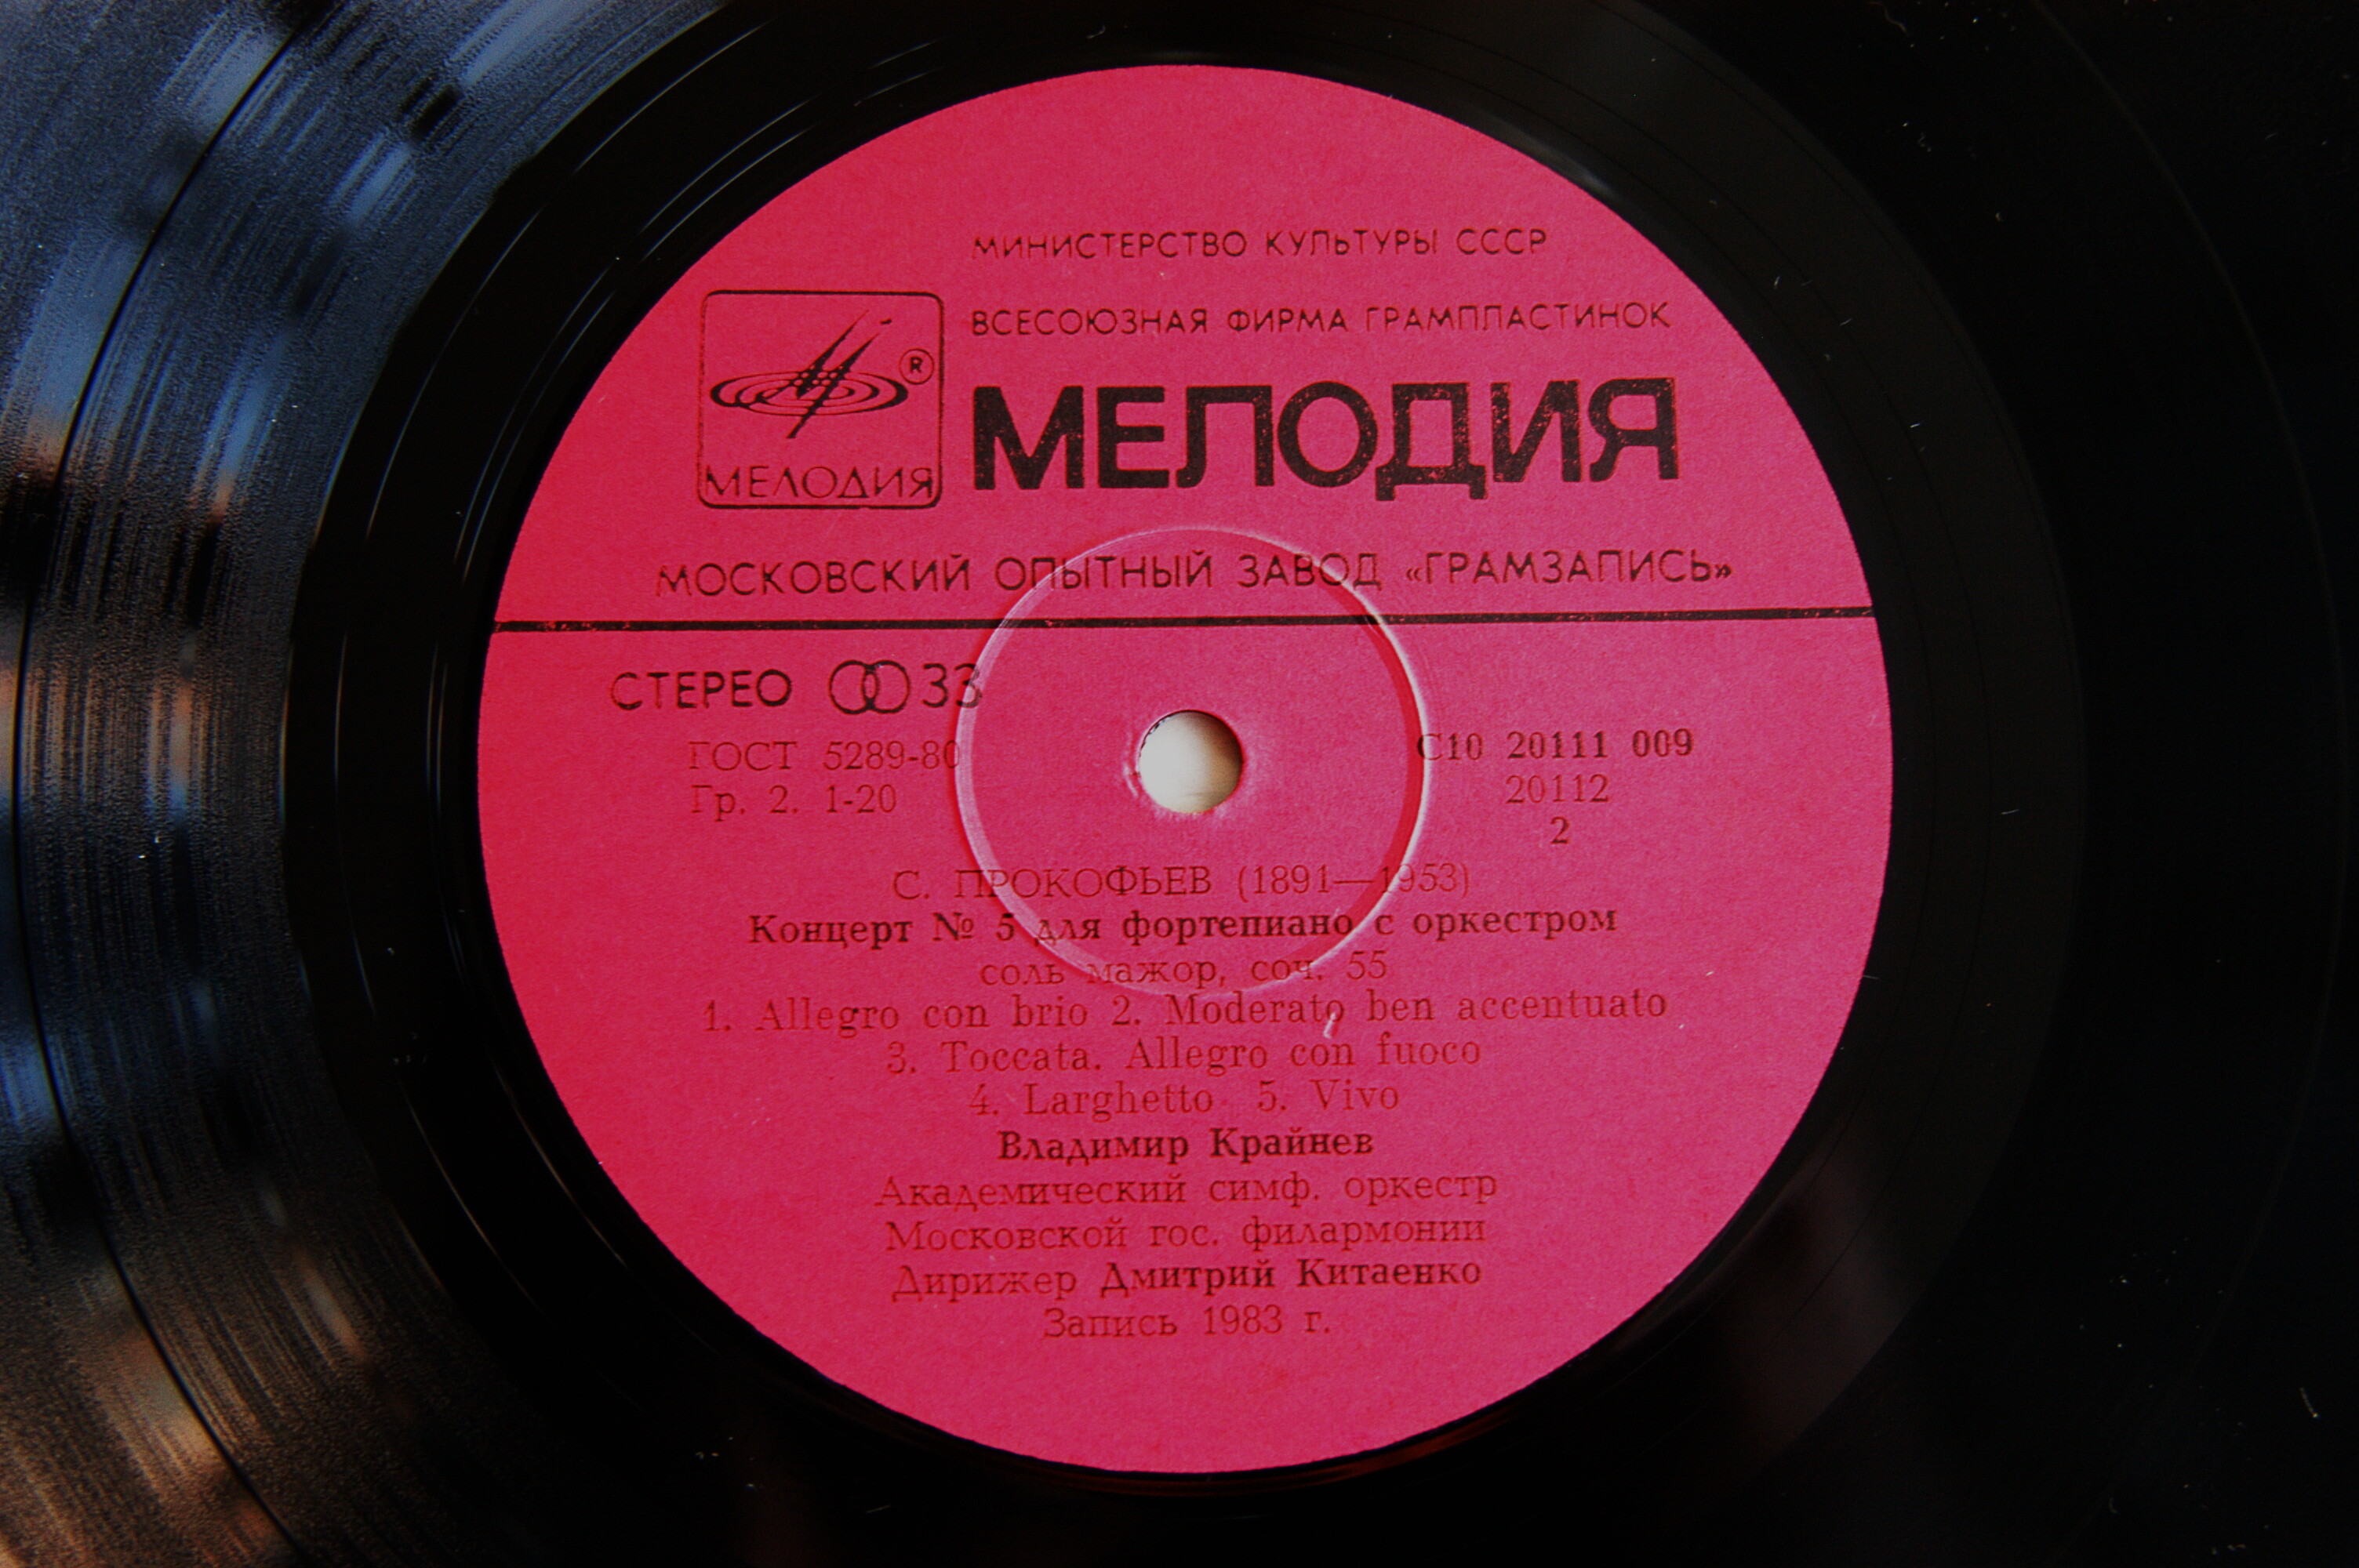 МИНИСТЕРСТВО КУЛЬТУРЫ СССР
ВСЕСОЮЗНАЯ ФИРМА ГРАМПЛАСТИНОК
®
МЕЛОДИЯ
МЕЛОДИЯ
МОСКОВСКИЙ ОПЫТНЫЙ ЗАВОД «ГРАМЗАПИСЬ»
СТЕРЕО 33
ГОСТ 5289-80
Гр. 2. 1-20
С10 20111 009
20112
2
С. ПРОКОФЬЕВ (1891—1953)
Концерт № 5 для фортепиано с оркестром
соль мажор, соч. 55
1. Allegro con brio 2. Moderato ben accentuato
3. Toccata. Allegro con fuoco
4. Larghetto 5. Vivo
Владимир Крайнев
Академический симф. оркестр
Московской гос. филармонии
Дирижер Дмитрий Китаенко
Запись 1983 г.